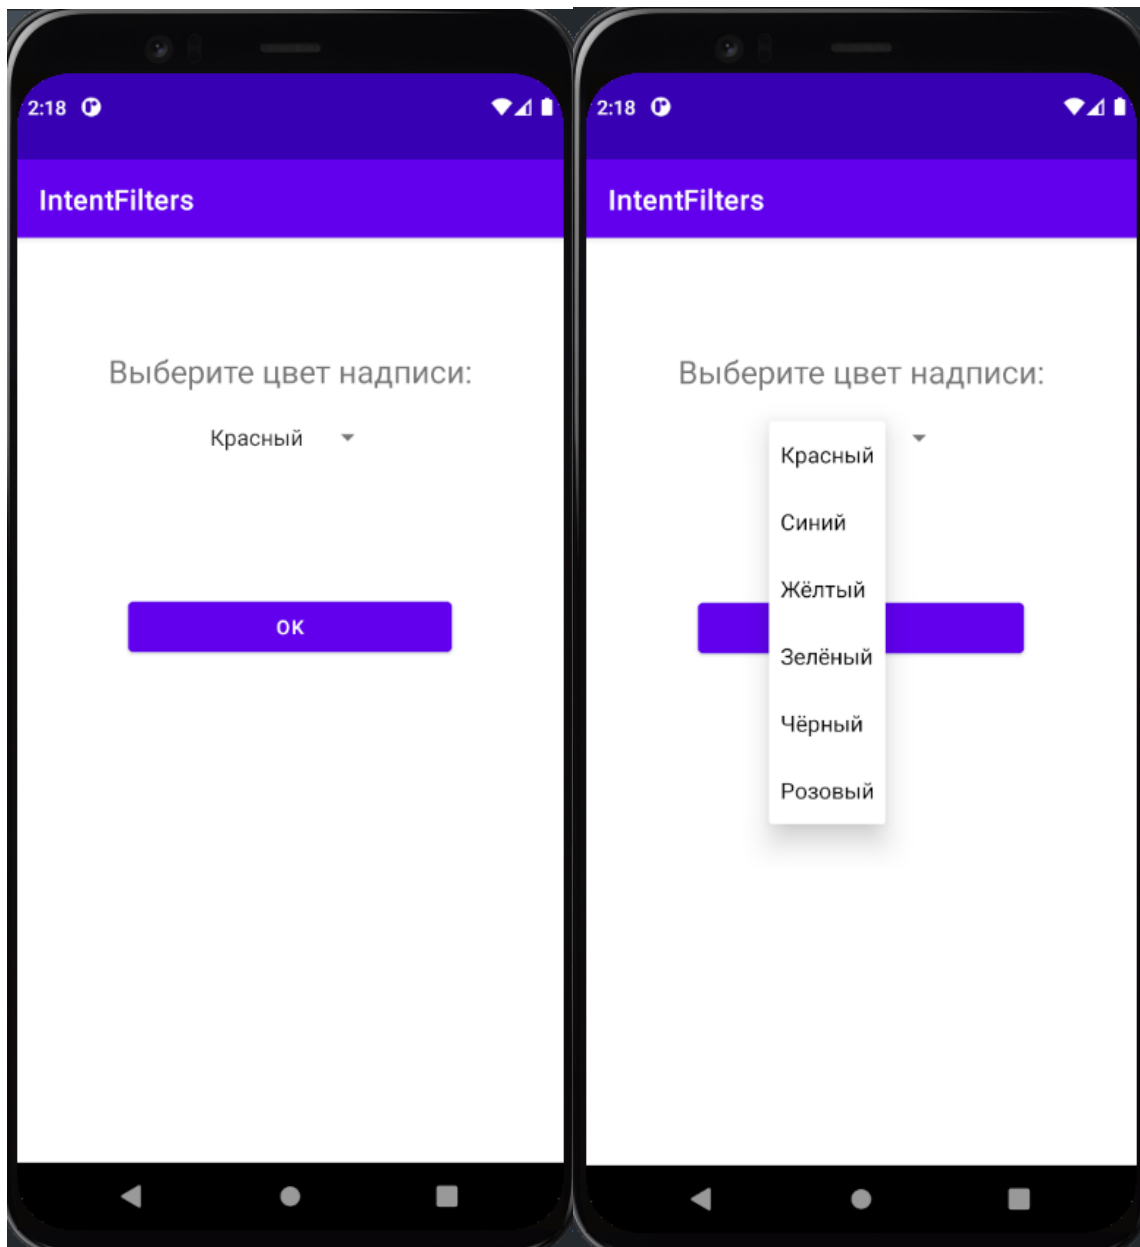 2:18
IntentFilters
Выберите цвет надписи:
Красный
OK
2:18
IntentFilters
Выберите цвет надписи:
Красный
Синий
Жёлтый
Зелёный
Чёрный
Розовый